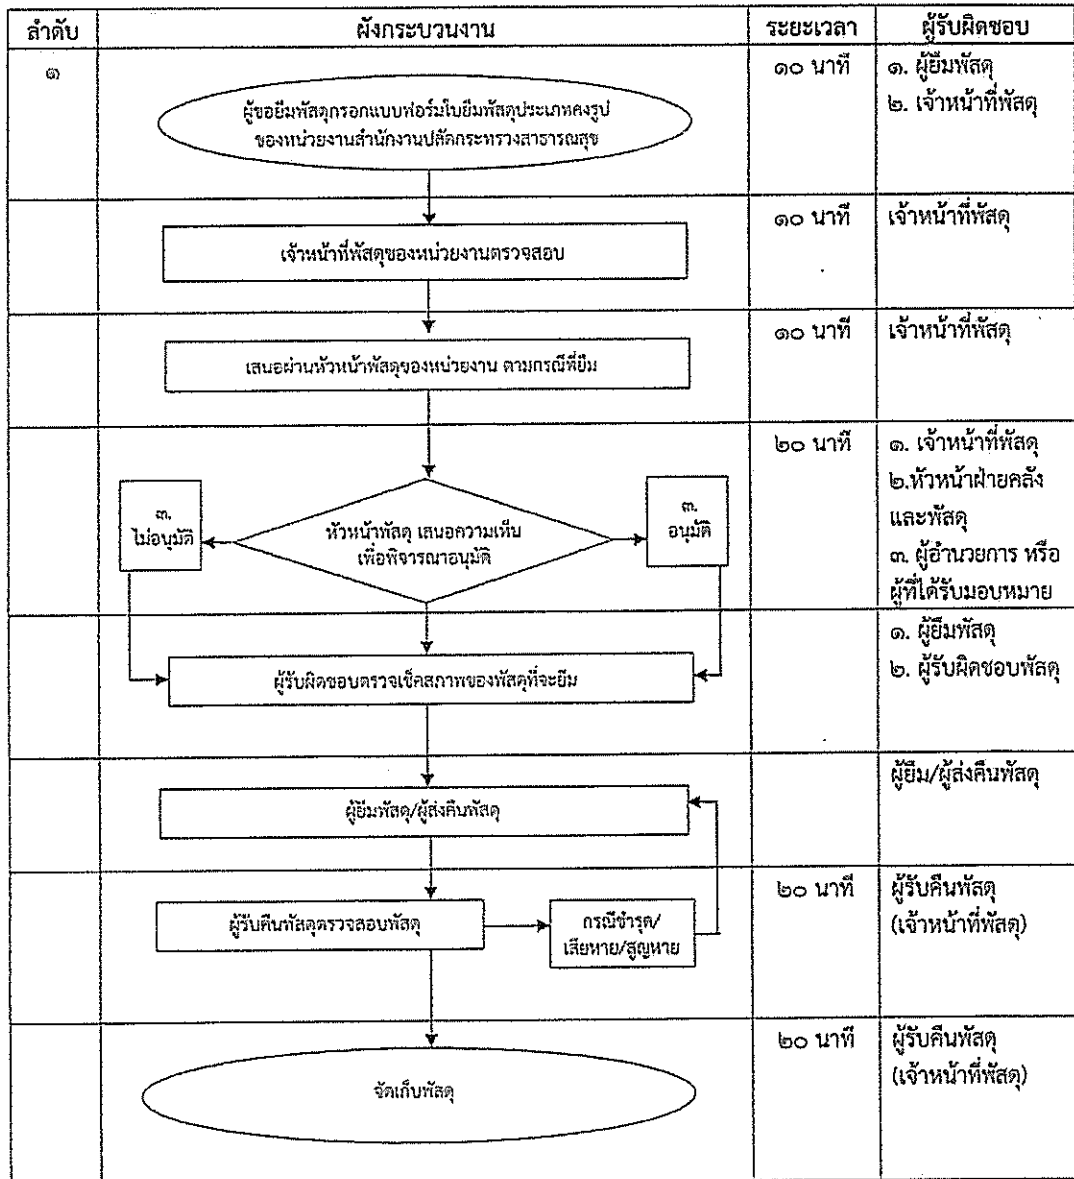 ลำดับ
ผังกระบวนงาน
ระยะเวลา
ผู้รับผิดชอบ
๑
ผู้ขอยืมพัสดุกรอกแบบฟอร์มใบยืมพัสดุประเภทคงรูป
ของหน่วยงานสำนักงานปลัดกระทรวงสาธารณสุข
๑๐ นาที
๑. ผู้ยืมพัสดุ
๒. เจ้าหน้าที่พัสดุ
เจ้าหน้าที่พัสดุของหน่วยงานตรวจสอบ
๑๐ นาที
เจ้าหน้าที่พัสดุ
เสนอผ่านหัวหน้าพัสดุของหน่วยงาน ตามกรณีที่ยืม
๑๐ นาที
เจ้าหน้าที่พัสดุ
๓.
ไม่อนุมัติ
หัวหน้าพัสดุ เสนอความเห็น
เพื่อพิจารณาอนุมัติ
๓.
อนุมัติ
๒๐ นาที
๑. เจ้าหน้าที่พัสดุ
๒.หัวหน้าฝ่ายคลัง
และพัสดุ
๓. ผู้อำนวยการ หรือ
ผู้ที่ได้รับมอบหมาย
ผู้รับผิดชอบตรวจเช็คสภาพของพัสดุที่จะยืม
๑. ผู้ยืมพัสดุ
๒. ผู้รับผิดชอบพัสดุ
ผู้ยืมพัสดุ/ผู้ส่งคืนพัสดุ
ผู้ยืม/ผู้ส่งคืนพัสดุ
ผู้รับคืนพัสดุตรวจสอบพัสดุ
กรณีชำรุด/
เสียหาย/สูญหาย
๒๐ นาที
ผู้รับคืนพัสดุ
(เจ้าหน้าที่พัสดุ)
จัดเก็บพัสดุ
๒๐ นาที
ผู้รับคืนพัสดุ
(เจ้าหน้าที่พัสดุ)